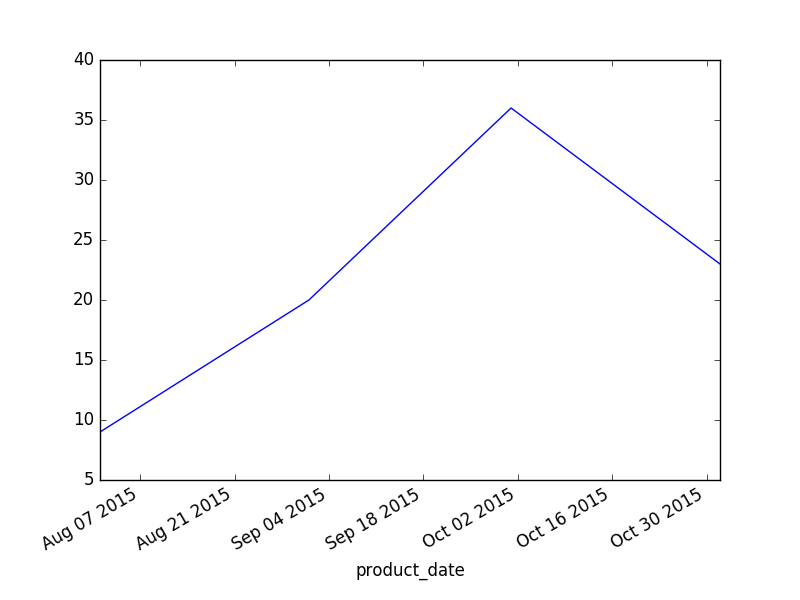 40
35
30
25
20
15
10
5
Aug 07 2015
Aug 21 2015
Sep 04 2015
Sep 18 2015
Oct 02 2015
Oct 16 2015
Oct 30 2015
product_date